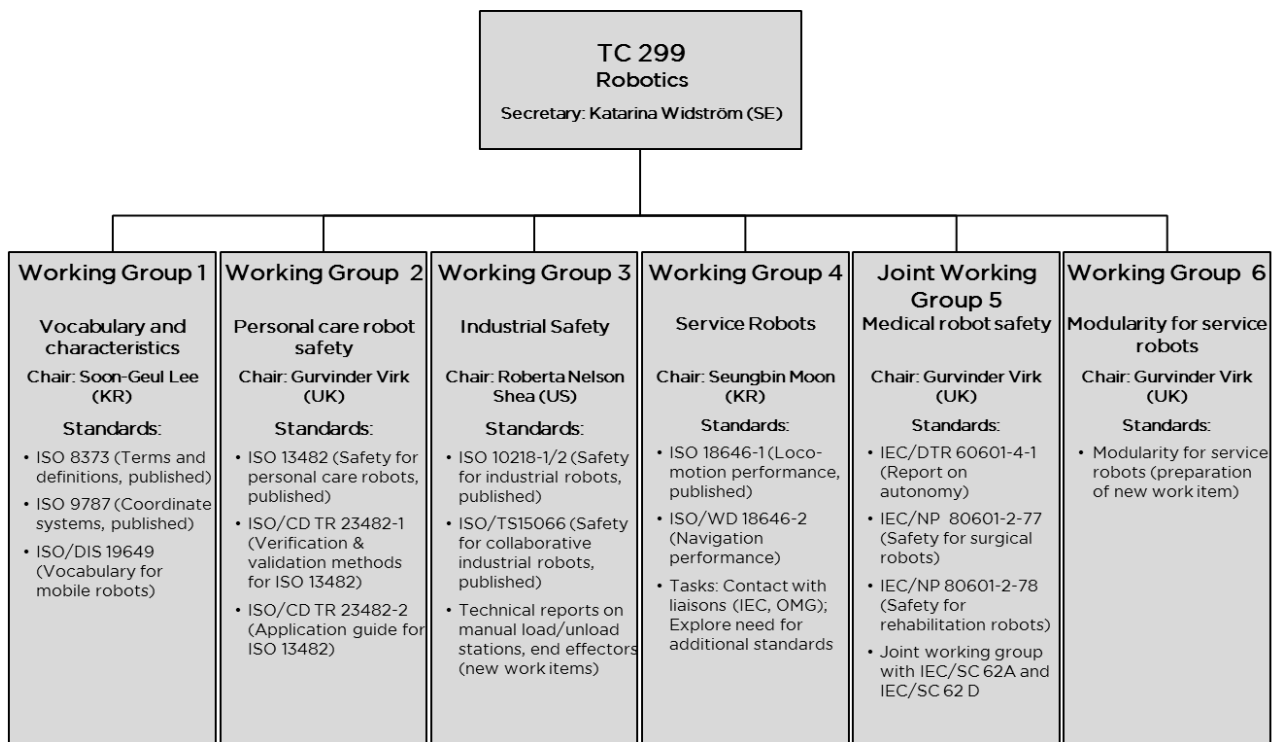 TC 299
Robotics
Secretary: Katarina Widström (SE)
Working Group 1
Vocabulary and
characteristics
Chair: Soon-Geul Lee
(KR)
Standards:
• ISO 8373 (Terms and
definitions, published)
• ISO 9787 (Coordinate
systems, published)
• ISO/DIS 19649
(Vocabulary for
mobile robots)
Working Group 2
Personal care robot
safety
Chair: Gurvinder Virk
(UK)
Standards:
• ISO 13482 (Safety for
personal care robots,
published)
• ISO/CD TR 23482-1
(Verification &
validation methods
for ISO 13482)
• ISO/CD TR 23482-2
(Application guide for
ISO 13482)
Working Group 3
Industrial Safety
Chair: Roberta Nelson
Shea (US)
Standards:
• ISO 10218-1/2 (Safety
for industrial robots,
published)
• ISO/TS15066 (Safety
for collaborative
industrial robots,
published)
• Technical reports on
manual load/unload
stations, end effectors
(new work items)
Working Group 4
Service Robots
Chair: Seungbin Moon
(KR)
Standards:
• ISO 18646-1 (Loco-
motion performance,
published)
• ISO/WD 18646-2
(Navigation
performance)
• Tasks: Contact with
liaisons (IEC, OMG);
Explore need for
additional standards
Joint Working
Group 5
Medical robot safety
Chair: Gurvinder Virk
(UK)
Standards:
• IEC/DTR 60601-4-1
(Report on
autonomy)
• IEC/NP 80601-2-77
(Safety for surgical
robots)
• IEC/NP 80601-2-78
(Safety for
rehabilitation robots)
• Joint working group
with IEC/SC 62A and
IEC/SC 62 D
Working Group 6
Modularity for service
robots
Chair: Gurvinder Virk
(UK)
Standards:
• Modularity for service
robots (preparation
of new work item)